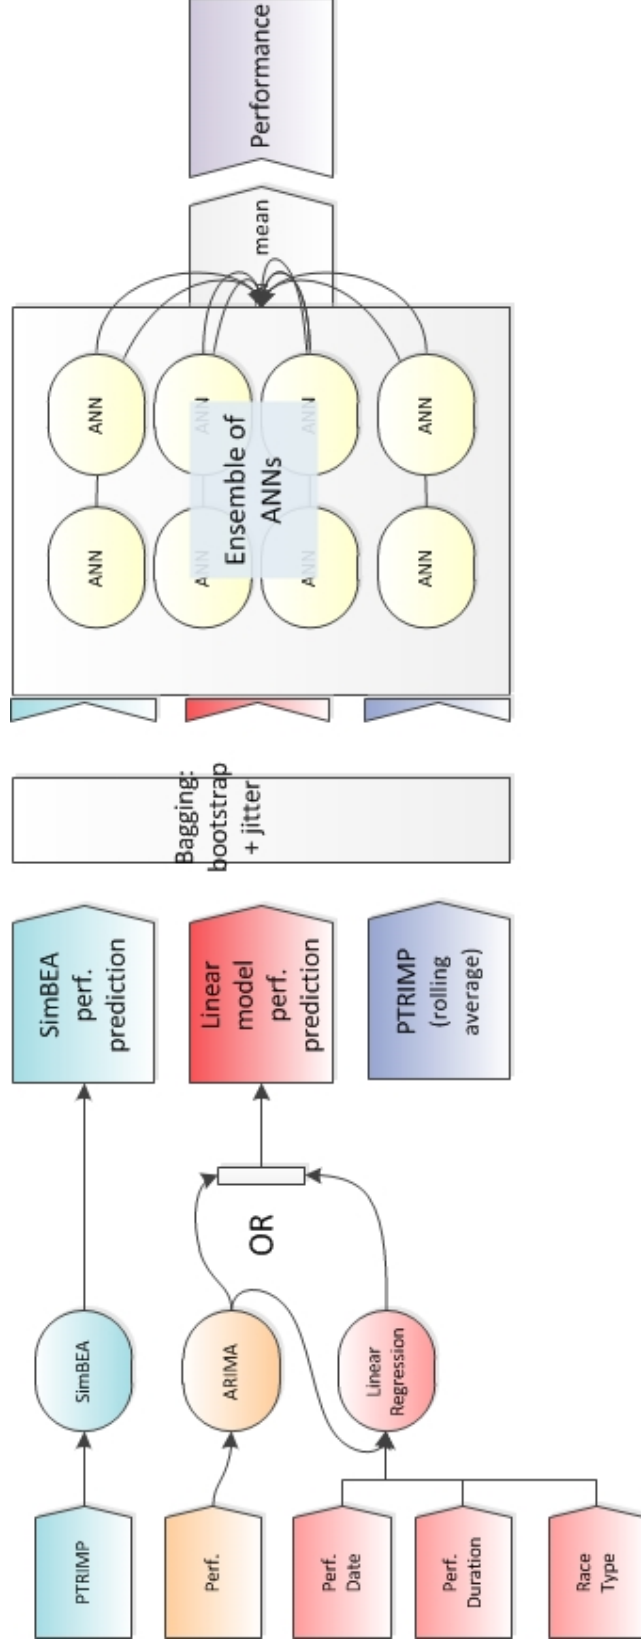 PTRIMP
Perf.
Perf.
Date
Perf.
Duration
Race
Type
SimBEA
ARIMA
Linear
Regression
OR
SimBEA
perf.
prediction
Linear
model
perf.
prediction
PTRIMP
(rolling
average)
Bagging:
bootstrap
+ jitter
ANN
ANN
ANN
ANN
ANN
ANN
ANN
ANN
Ensemble of
ANNs
mean
Performance